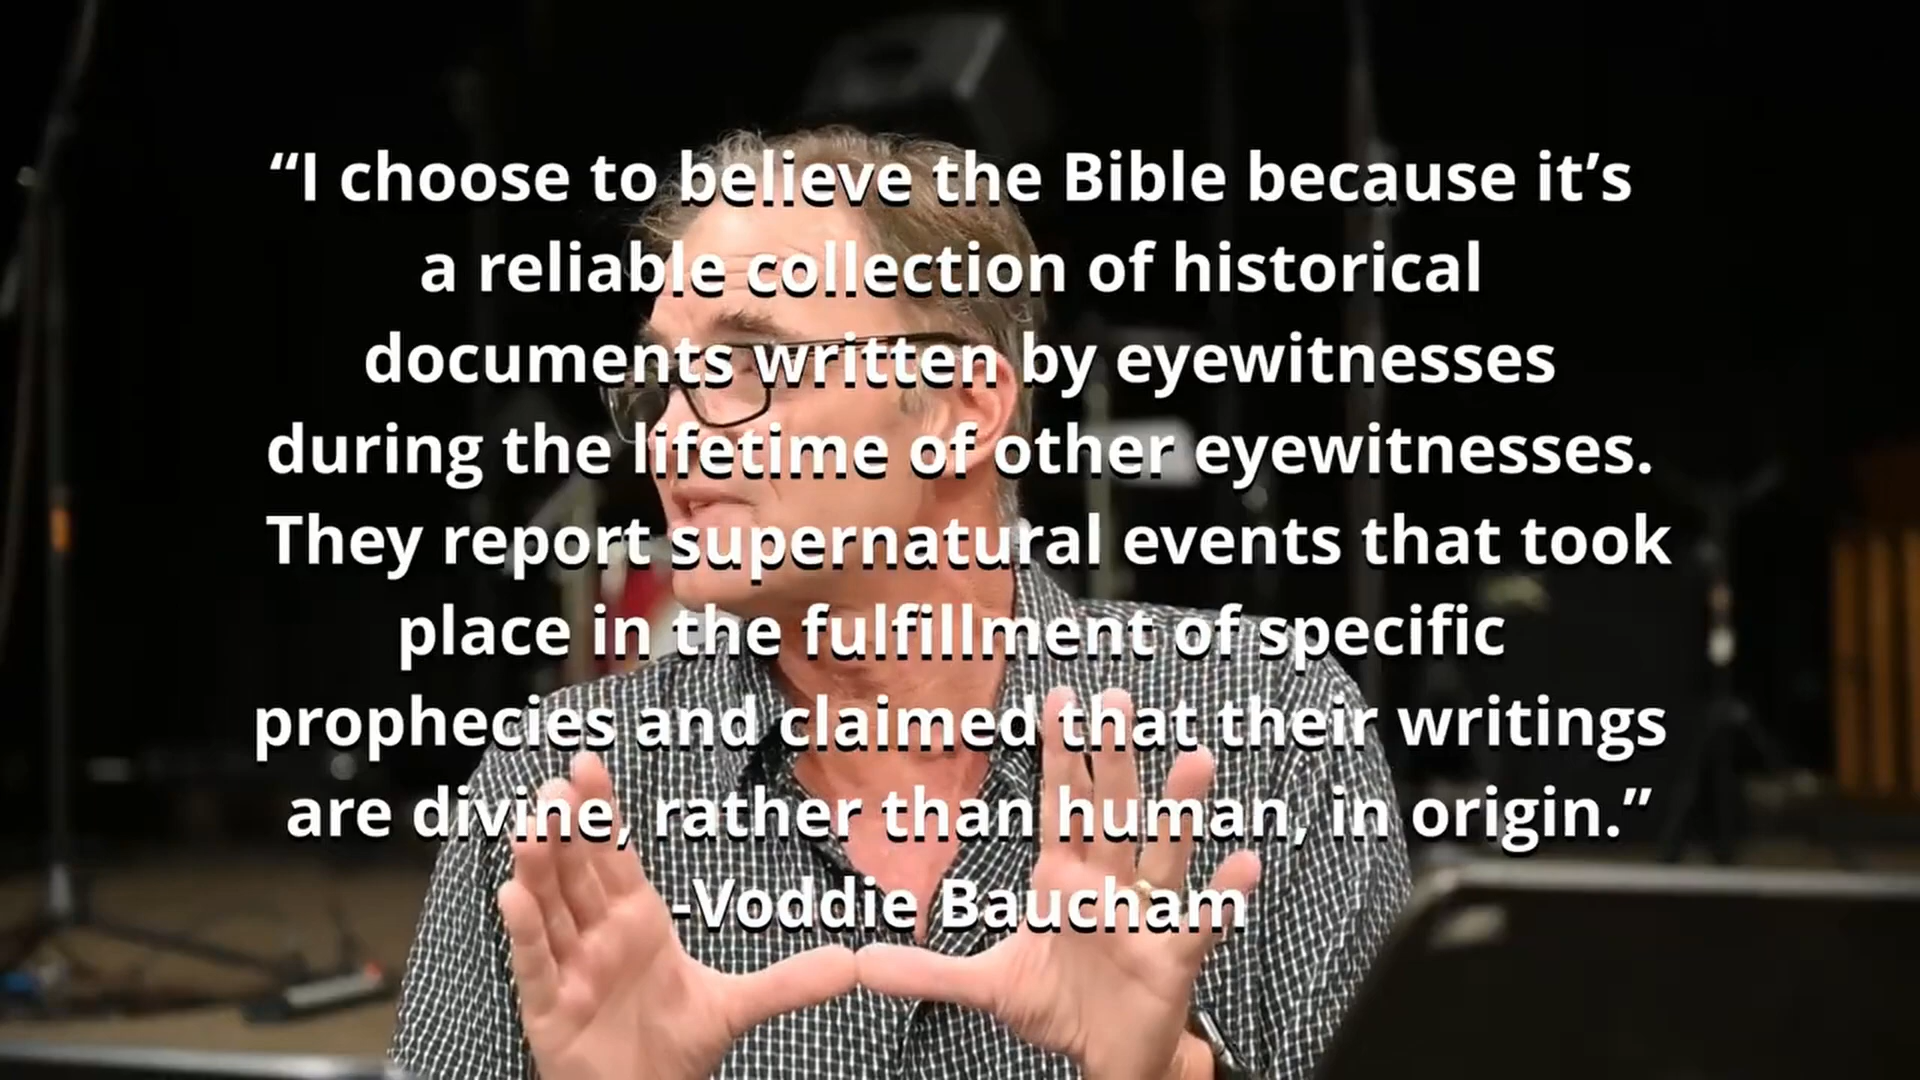 “I choose to believe the Bible because it’s
a reliable collection of historical
documents written by eyewitnesses
during the lifetime of other eyewitnesses.
They report supernatural events that took
place in the fulfillment of specific
prophecies and claimed that their writings
are divine, rather than human, in origin.”
-Voddie Baucham